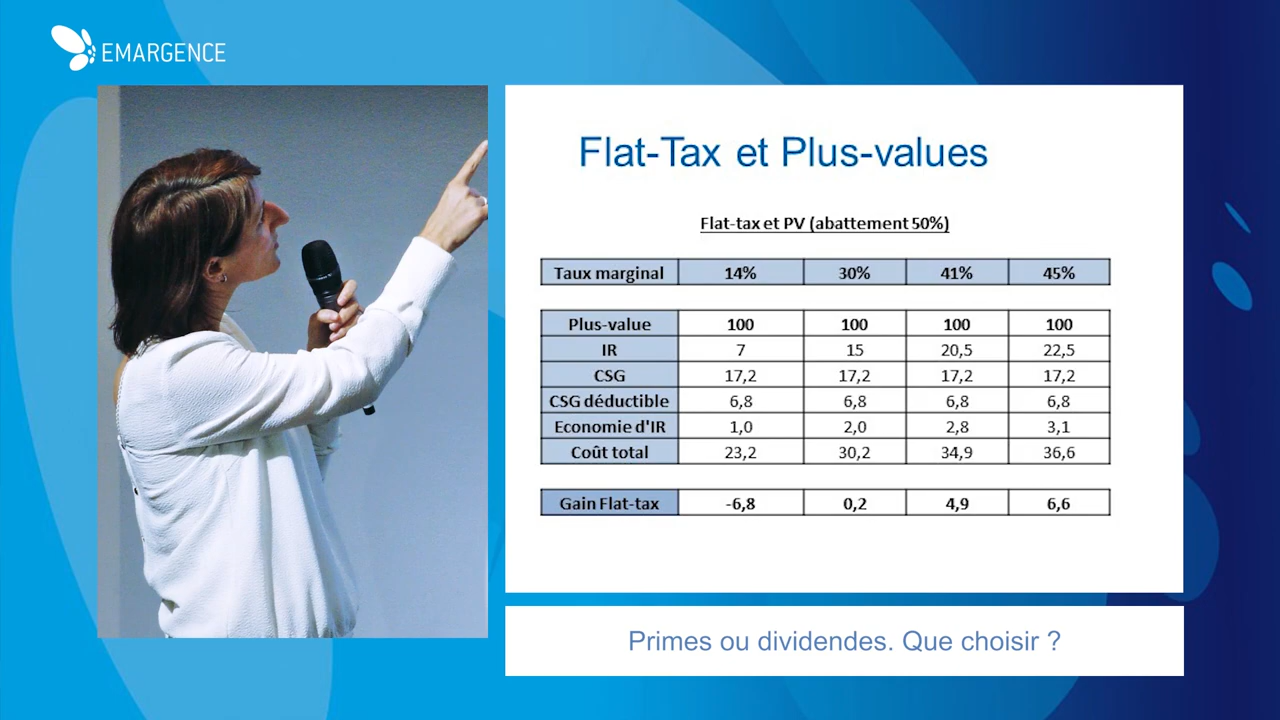 EMARGENCE
Flat-Tax et Plus-values
Flat-tax et PV (abattement 50%)
Taux marginal 14% 30% 41% 45%
Plus-value 100 100 100 100
IR 7 15 20,5 22,5
CSG 17,2 17,2 17,2 17,2
CSG déductible 6,8 6,8 6,8 6,8
Economie d'IR 1,0 2,0 2,8 3,1
Coût total 23,2 30,2 34,9 36,6
Gain Flat-tax -6,8 0,2 4,9 6,6
Primes ou dividendes. Que choisir ?